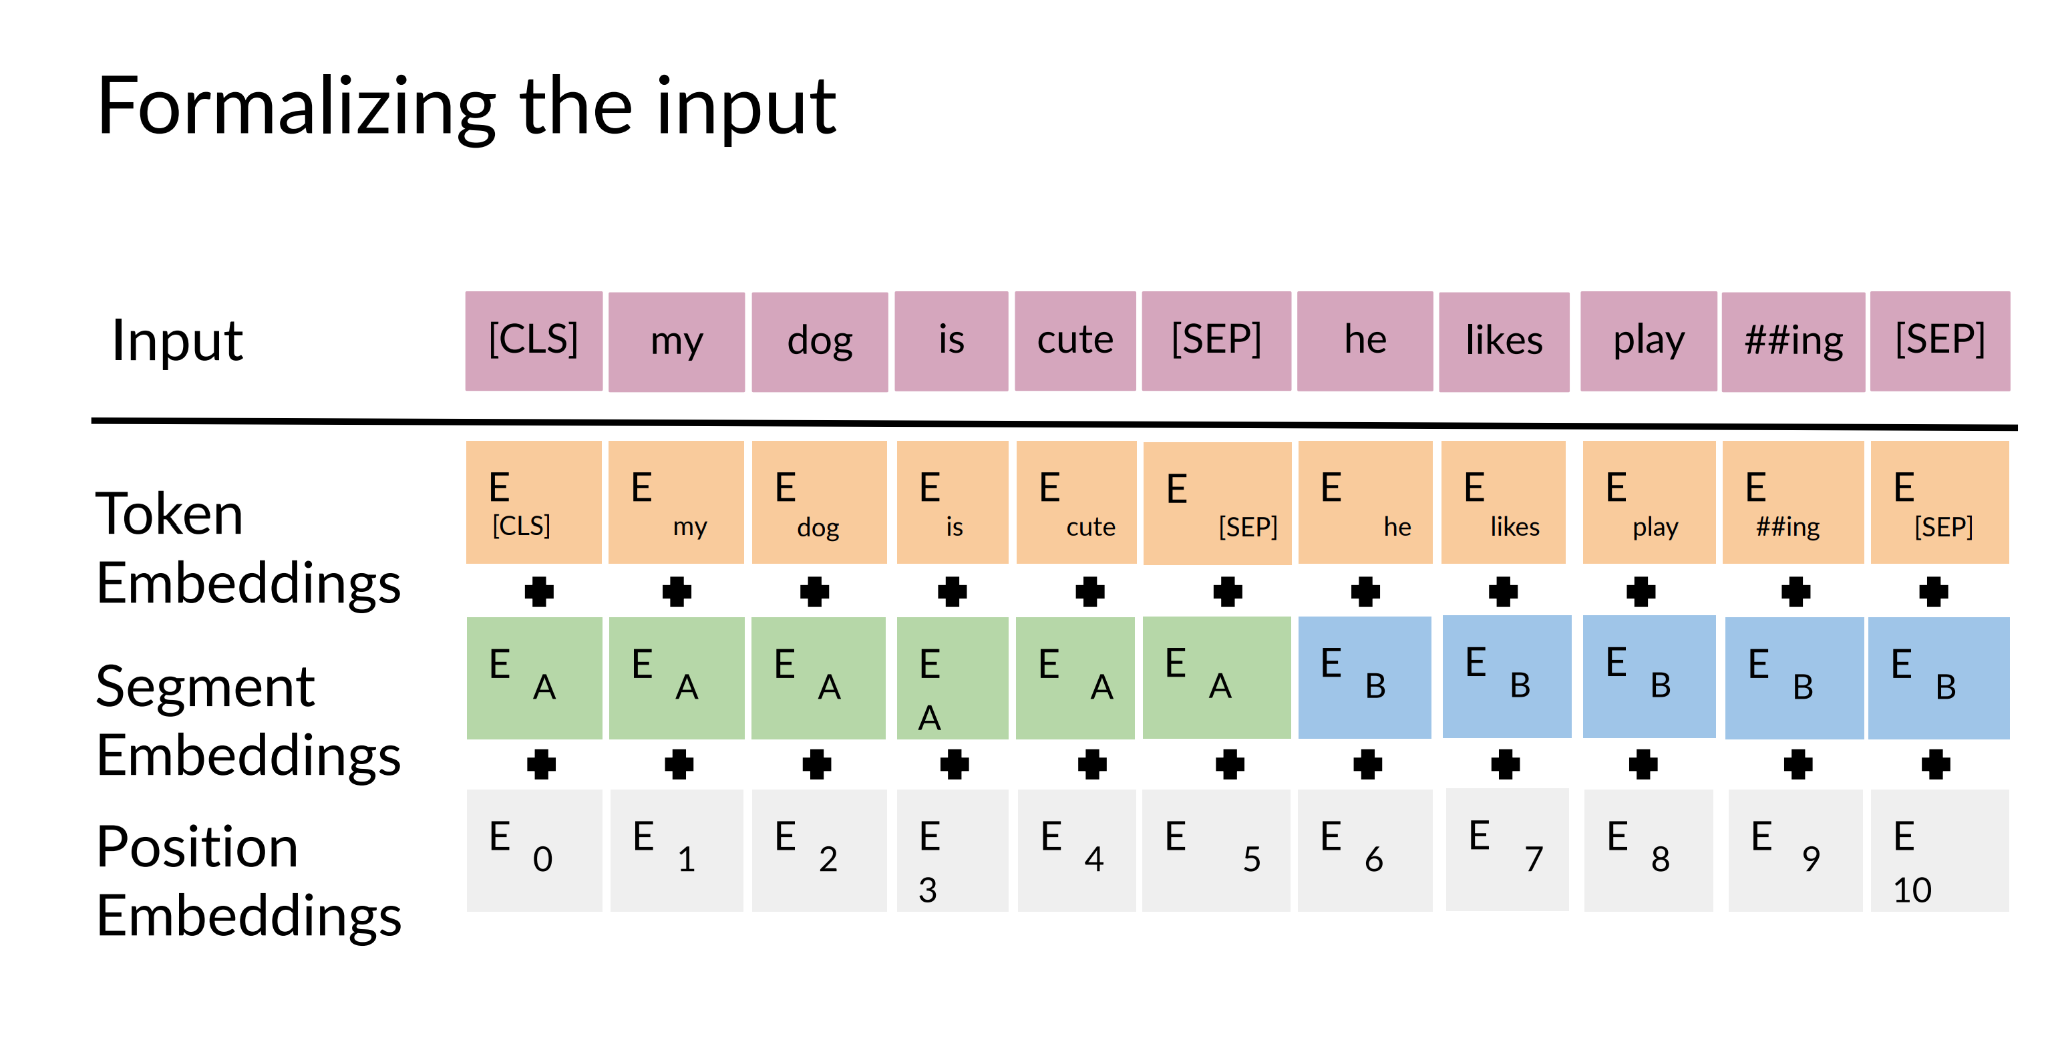 Formalizing the input
Input [CLS] my dog is cute [SEP] he likes play ##ing [SEP]
Token Embeddings
E [CLS] E my E dog E is E cute E [SEP] E he E likes E play E ##ing E [SEP]
Segment Embeddings
E A E A E A E A E A E A E B E B E B E B E B
Position Embeddings
E 0 E 1 E 2 E 3 E 4 E 5 E 6 E 7 E 8 E 9 E 10